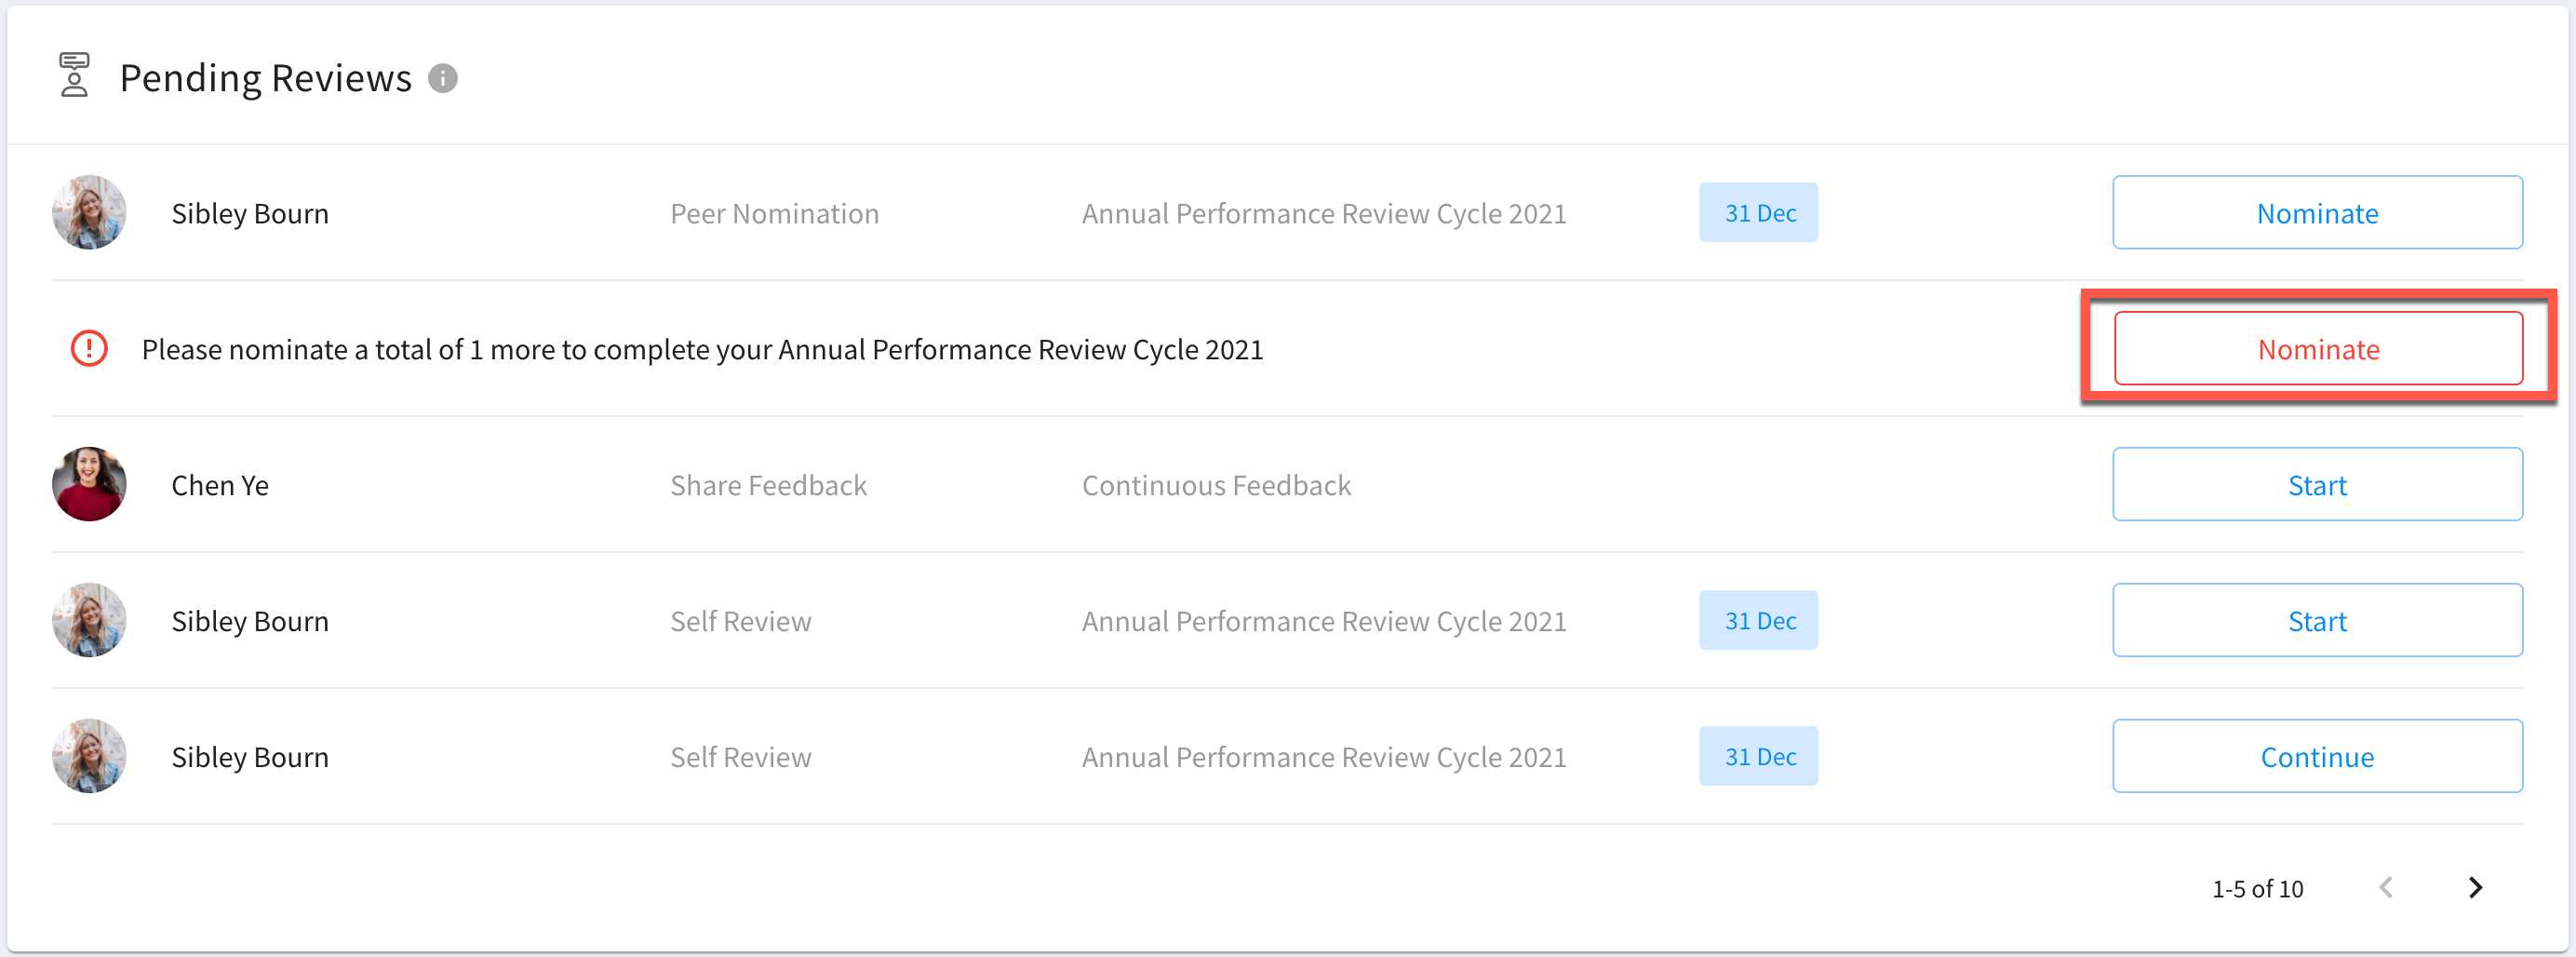 Pending Reviews
Sibley Bourn Peer Nomination Annual Performance Review Cycle 2021 31 Dec Nominate
Please nominate a total of 1 more to complete your Annual Performance Review Cycle 2021 Nominate
Chen Ye Share Feedback Continuous Feedback Start
Sibley Bourn Self Review Annual Performance Review Cycle 2021 31 Dec Start
Sibley Bourn Self Review Annual Performance Review Cycle 2021 31 Dec Continue
1-5 of 10